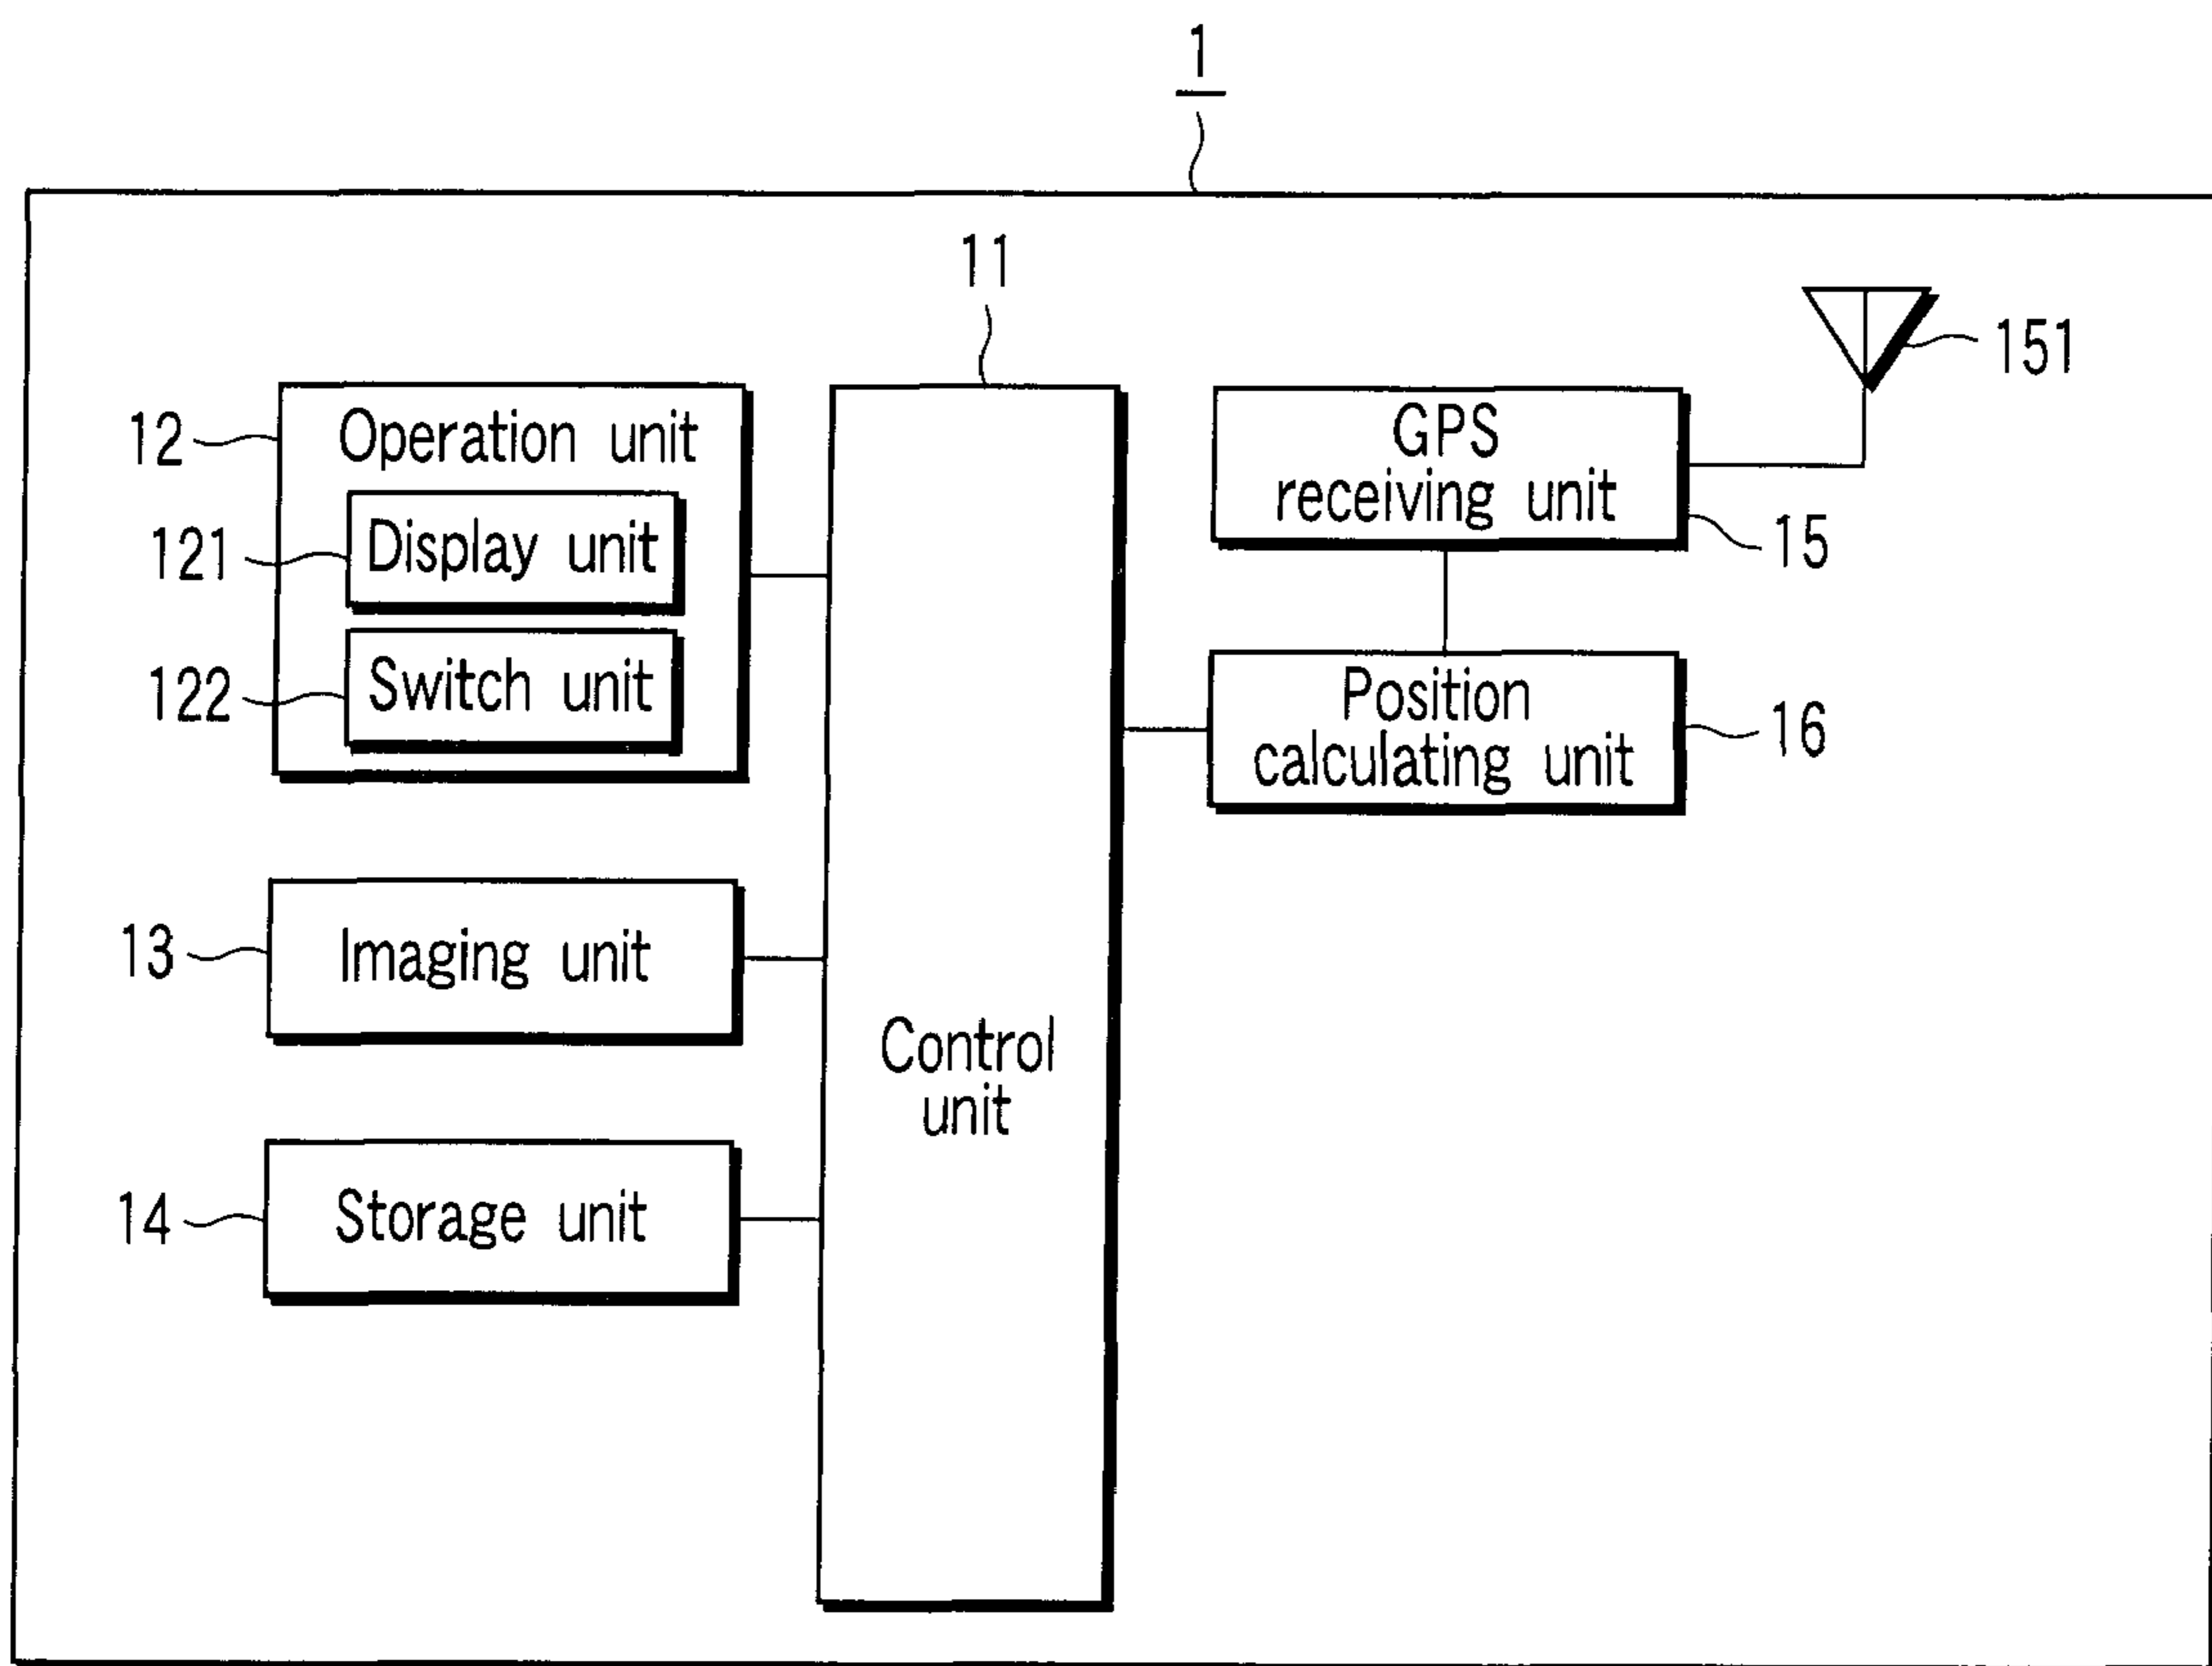 1
11
151
12
Operation unit
GPS
receiving unit
121
Display unit
15
122
Switch unit
Position
calculating unit
16
13
Imaging unit
Control
unit
14
Storage unit